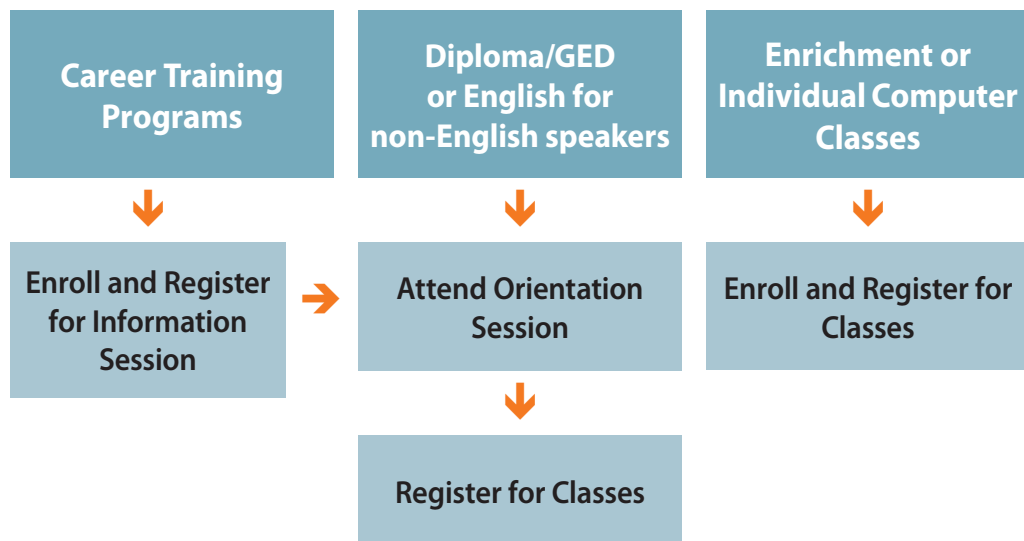 Career Training
Programs
Diploma/GED
or English for
non-English speakers
Enrichment or
Individual Computer
Classes
Enroll and Register
for Information
Session
Attend Orientation
Session
Enroll and Register for
Classes
Register for Classes